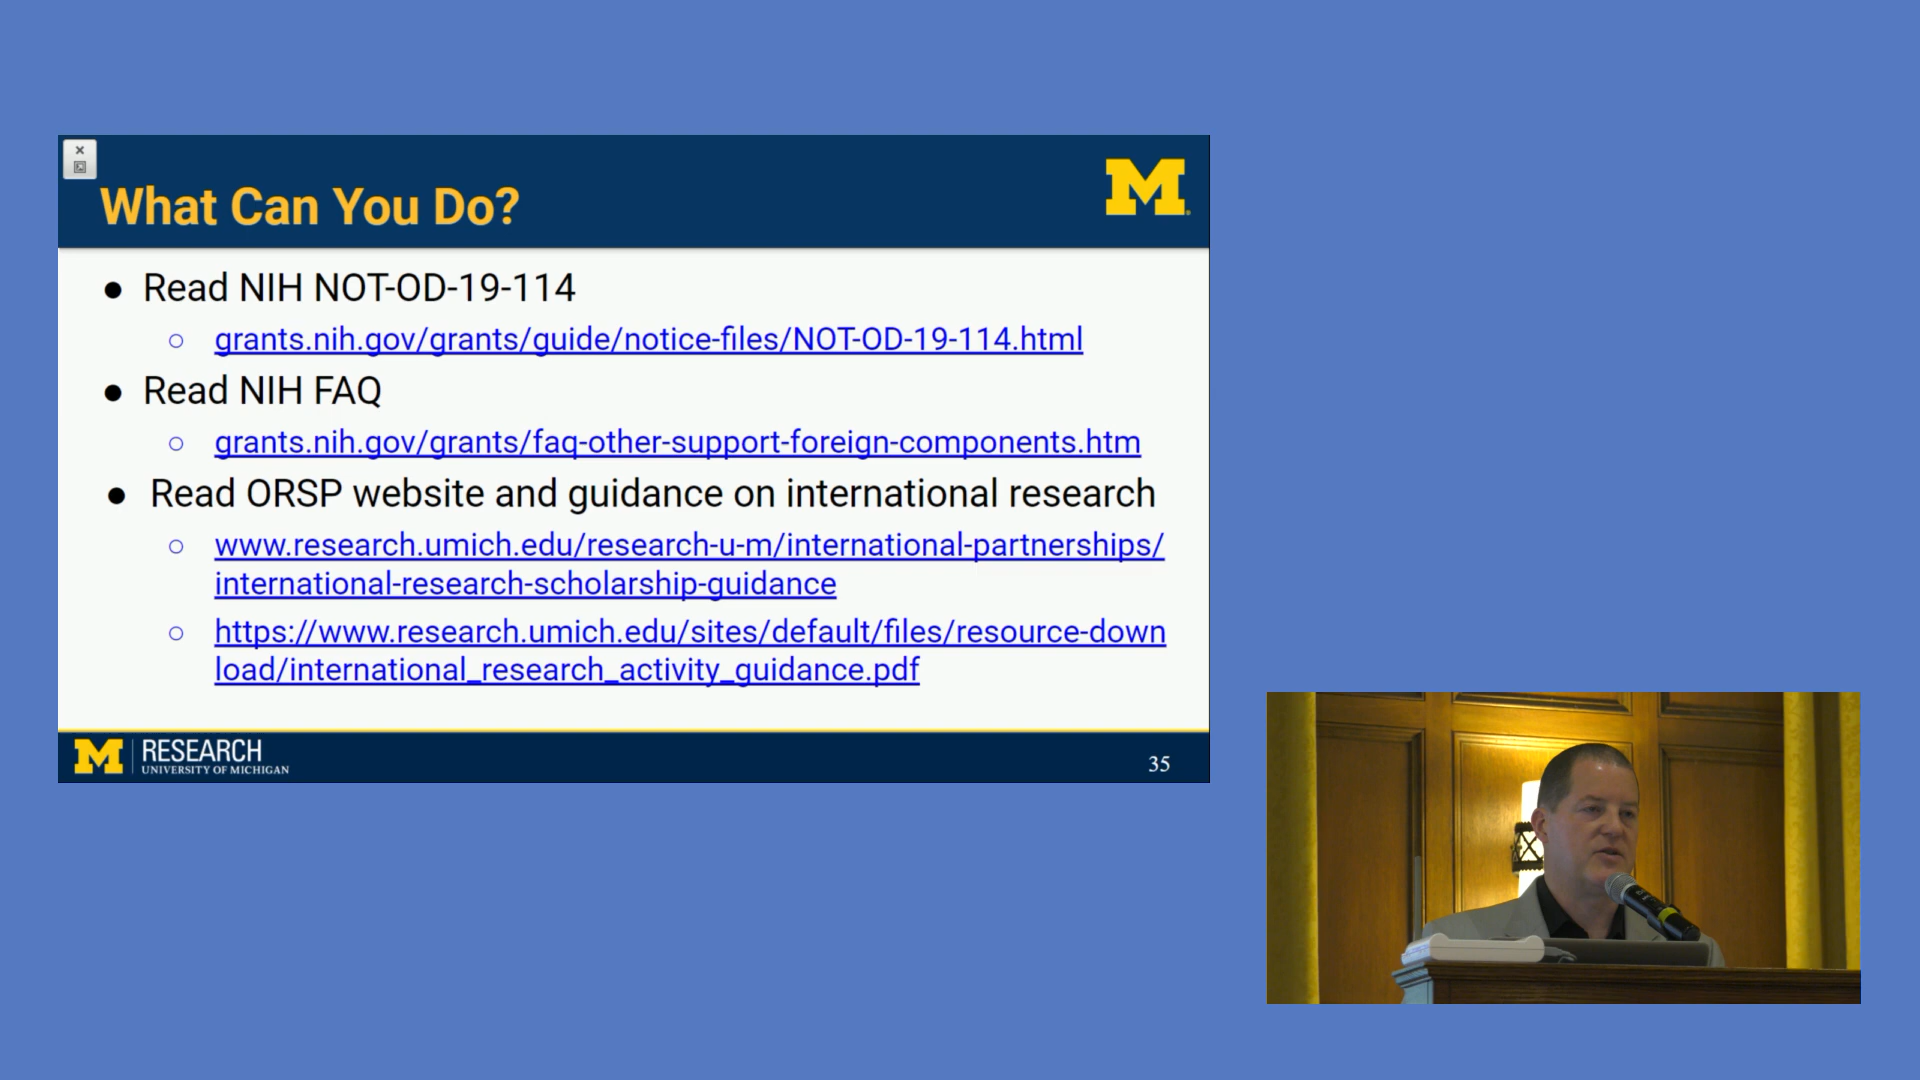 What Can You Do?
M
● Read NIH NOT-OD-19-114
○ grants.nih.gov/grants/guide/notice-files/NOT-OD-19-114.html
● Read NIH FAQ
○ grants.nih.gov/grants/faq-other-support-foreign-components.htm
● Read ORSP website and guidance on international research
○ www.research.umich.edu/research-u-m/international-partnerships/
international-research-scholarship-guidance
○ https://www.research.umich.edu/sites/default/files/resource-down
load/international_research_activity_guidance.pdf
M RESEARCH
UNIVERSITY OF MICHIGAN
35